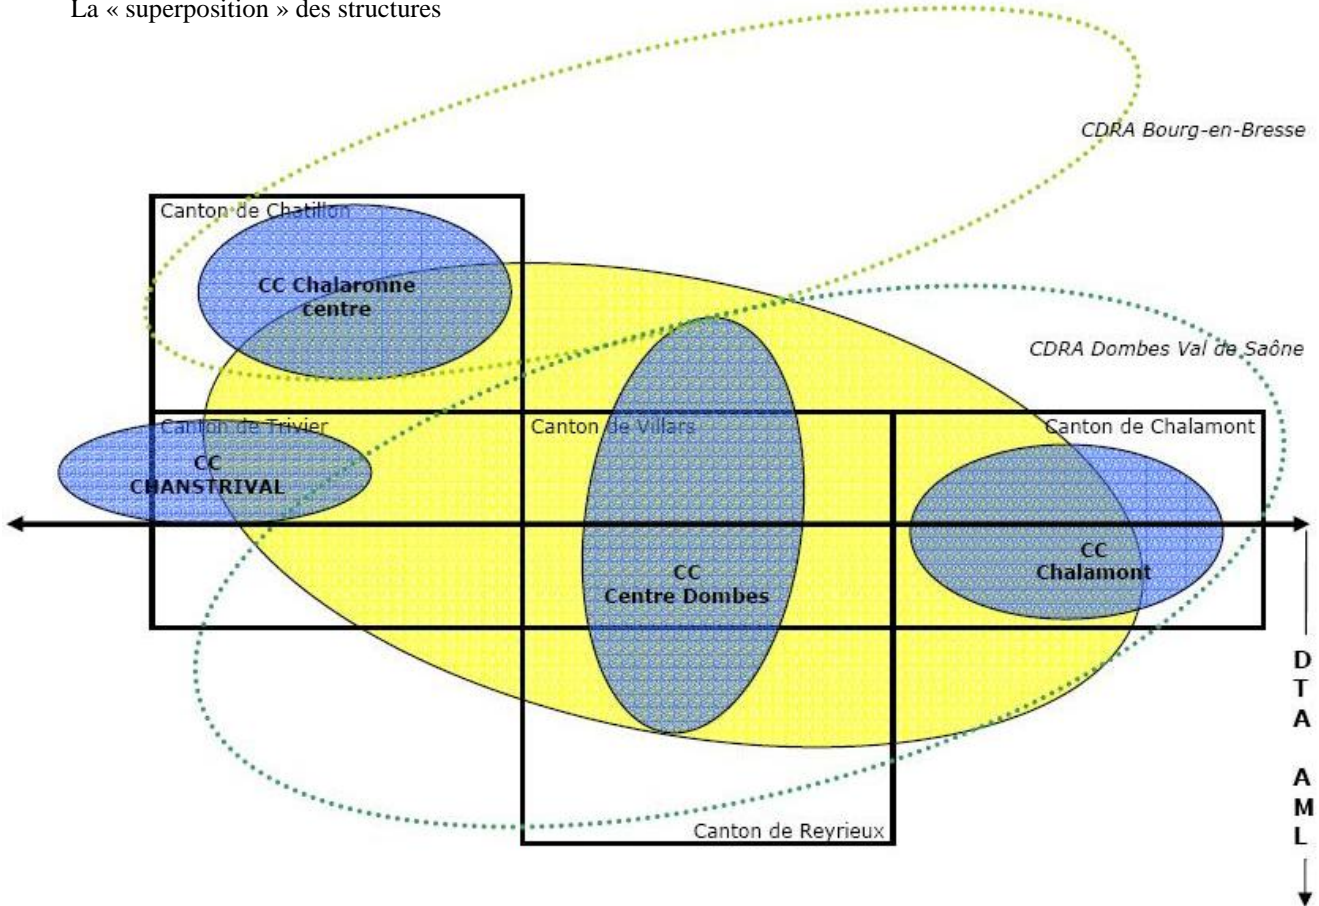 La « superposition » des structures
CDRA Bourg-en-Bresse
Canton de Chatillon
CC Chalaronne
centre
CDRA Dombes Val de Saône
Canton de Trivier
Canton de Villars
Canton de Chalamont
CC
CHANSTRIVAL
CC
Chalamont
CC
Centre Dombes
D
T
A
A
M
L
Canton de Reyrieux